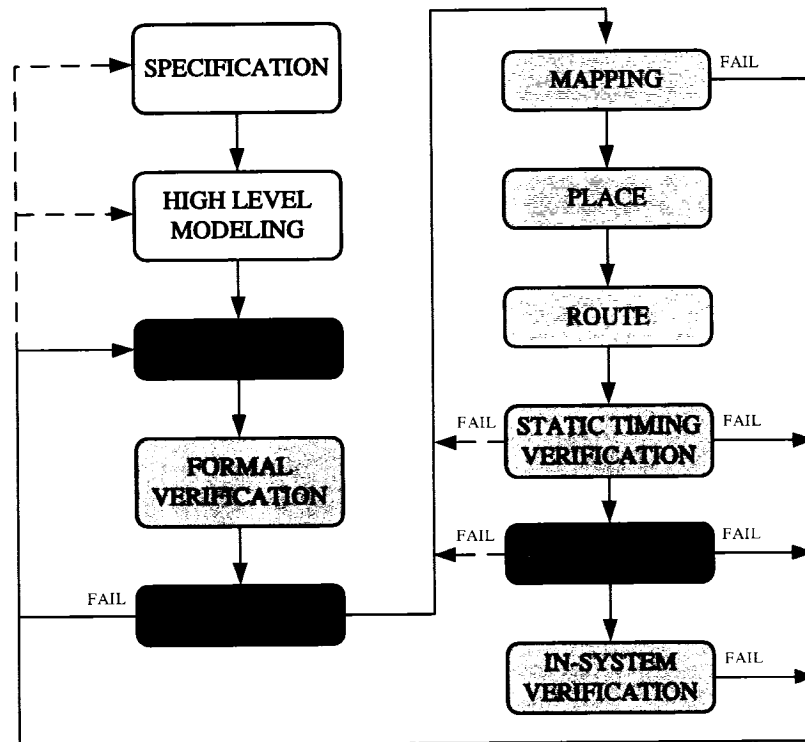 SPECIFICATION
HIGH LEVEL
MODELING
FORMAL
VERIFICATION
FAIL
MAPPING
FAIL
PLACE
ROUTE
FAIL
STATIC TIMING
VERIFICATION
FAIL
FAIL
FAIL
IN-SYSTEM
VERIFICATION
FAIL